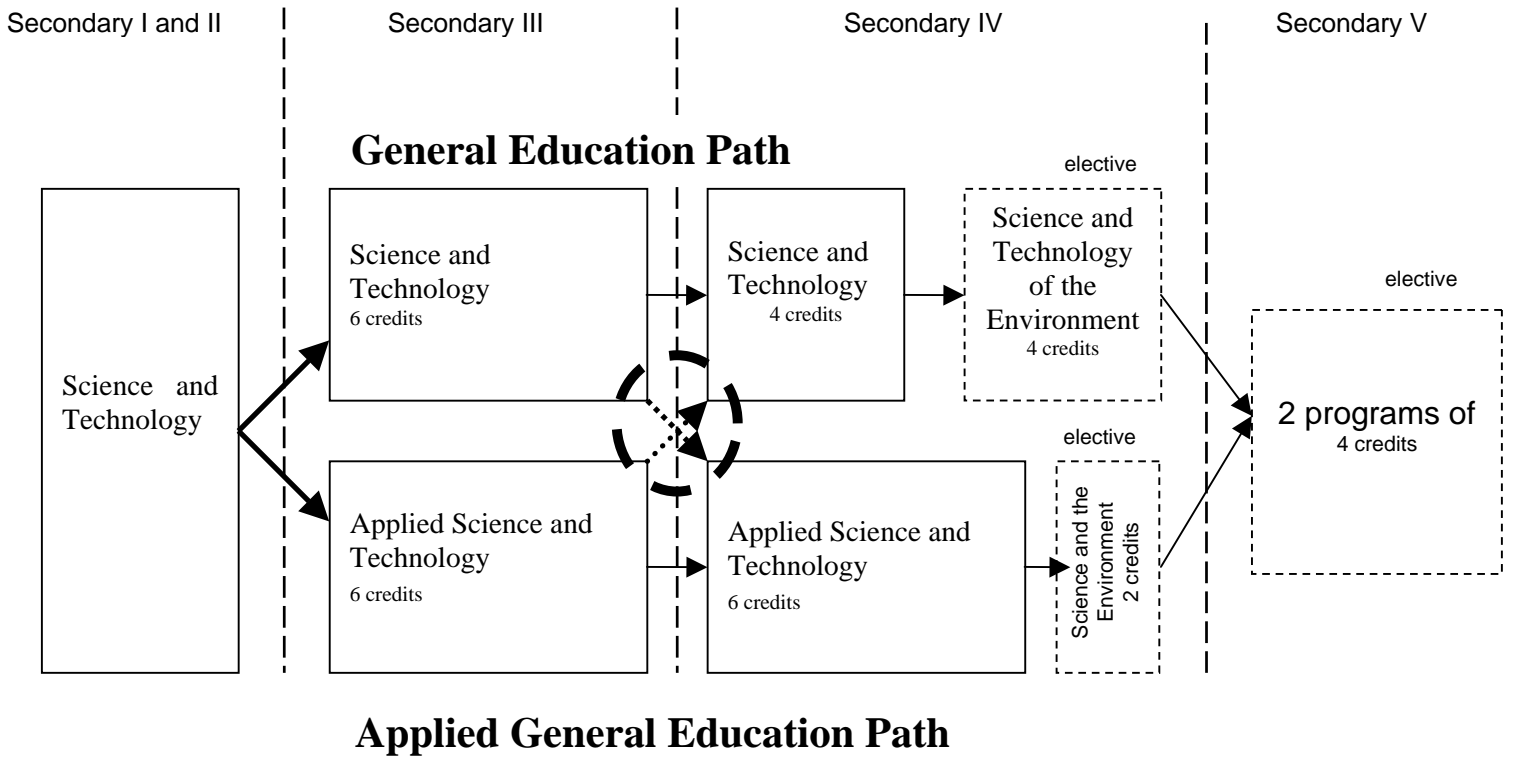 Secondary I and II
Secondary III
Secondary IV
Secondary V
General Education Path
Science and
Technology
Science and
Technology
6 credits
Science and
Technology
4 credits
elective
Science and
Technology
of the
Environment
4 credits
elective
2 programs of
4 credits
Applied Science and
Technology
6 credits
Applied Science and
Technology
6 credits
elective
Science and the
Environment
2 credits
Applied General Education Path